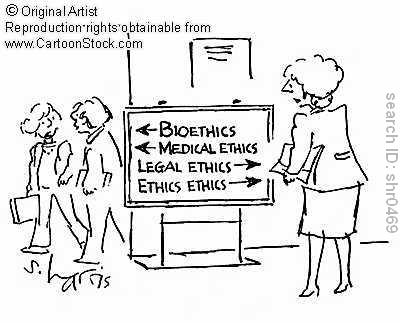 © Original Artist
Reproduction rights obtainable from
www.CartoonStock.com
← BIOETHICS
← MEDICAL ETHICS
LEGAL ETHICS →
ETHICS ETHICS →
s. harris
search ID: shr0469